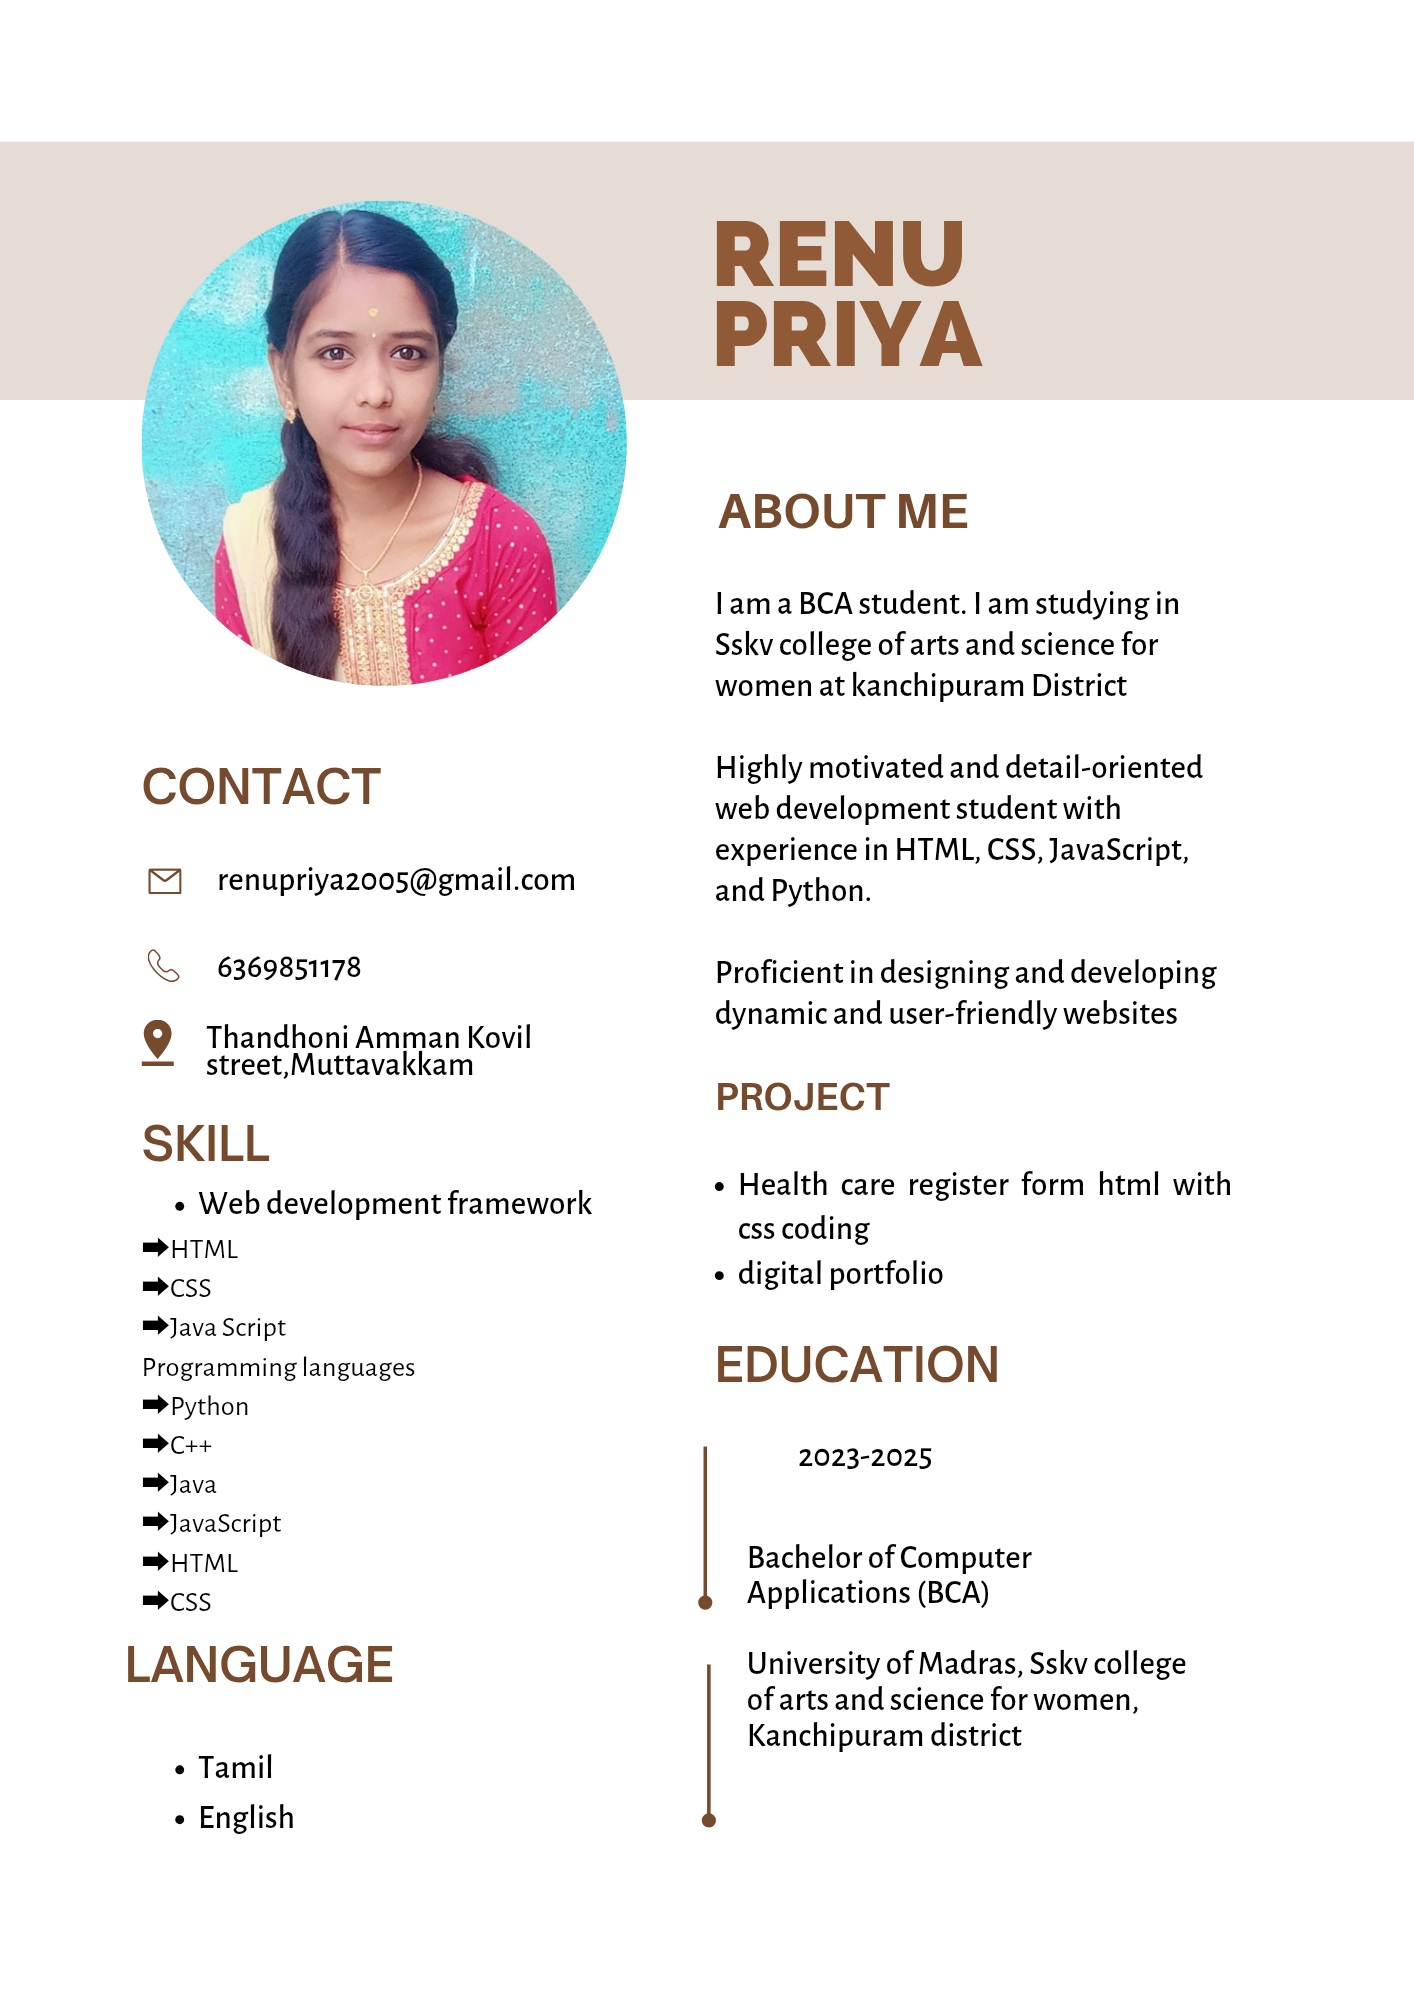 RENU
PRIYA
CONTACT
renupriya2005@gmail.com
6369851178
Thandhoni Amman Kovil
street,Muttavakkam
SKILL
• Web development framework
➡HTML
➡CSS
➡Java Script
Programming languages
➡Python
➡C++
➡Java
➡JavaScript
➡HTML
➡CSS
LANGUAGE
• Tamil
• English
ABOUT ME
I am a BCA student. I am studying in
Sskv college of arts and science for
women at kanchipuram District
Highly motivated and detail-oriented
web development student with
experience in HTML, CSS, JavaScript,
and Python.
Proficient in designing and developing
dynamic and user-friendly websites
PROJECT
• Health care register form html with
css coding
• digital portfolio
EDUCATION
2023-2025
Bachelor of Computer
Applications (BCA)
University of Madras, Sskv college
of arts and science for women,
Kanchipuram district